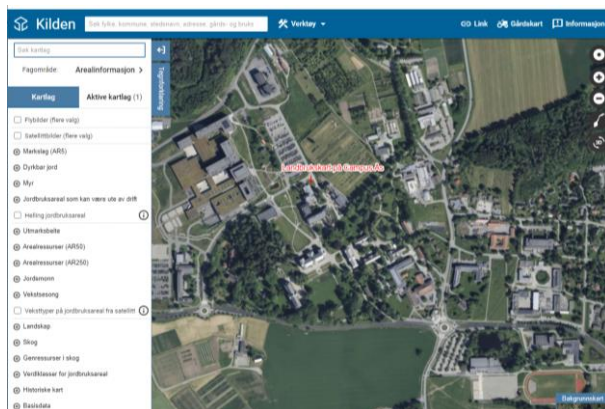 Kilden
Søk fylke, kommune, stedsnavn, adresse, gårds- og bruks
Verktøy
Link
Gårdskart
Informasjon
Søk kartlag
Fagområde: Arealinformasjon
Kartlag
Aktive kartlag (1)
Tegnforklaring
Flybilder (flere valg)
Satellittbilder (flere valg)
Markslag (AR5)
Dyrkbar jord
Myr
Jordbruksareal som kan være ute av drift
Helling jordbruksareal
Utmarksbeite
Arealressurser (AR50)
Arealressurser (AR250)
Jordsmonn
Vekstsesong
Veksttyper på jordbruksareal fra satellitt
Landskap
Skog
Genressurser i skog
Verdiklasser for jordbruksareal
Historiske kart
Basisdata
Campus Ås
Bakgrunnskart